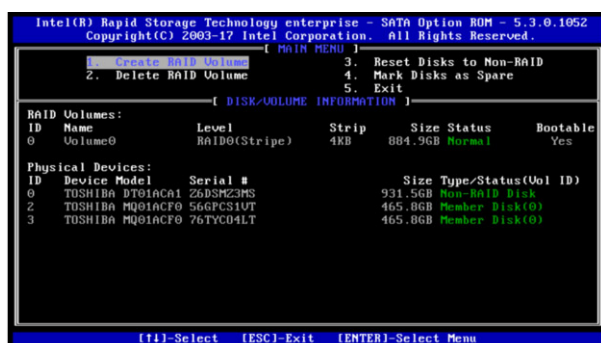 Intel(R) Rapid Storage Technology enterprise - SATA Option ROM - 5.3.0.1052
Copyright(C) 2003-17 Intel Corporation. All Rights Reserved.
[ MAIN MENU ]
1. Create RAID Volume 3. Reset Disks to Non-RAID
2. Delete RAID Volume 4. Mark Disks as Spare
5. Exit
[ DISK/VOLUME INFORMATION ]
RAID Volumes:
ID Name Level Strip Size Status Bootable
0 Volume0 RAID0(Stripe) 4KB 884.9GB Normal Yes
Physical Devices:
ID Device Model Serial # Size Type/Status(Vol ID)
0 TOSHIBA DT01ACA1 Z6DSMZ3MS 931.5GB Non-RAID Disk
2 TOSHIBA MQ01ACF0 56GPCS1VT 465.8GB Member Disk(0)
3 TOSHIBA MQ01ACF0 76TYCO4LT 465.8GB Member Disk(0)
[↑↓]-Select [ESC]-Exit [ENTER]-Select Menu